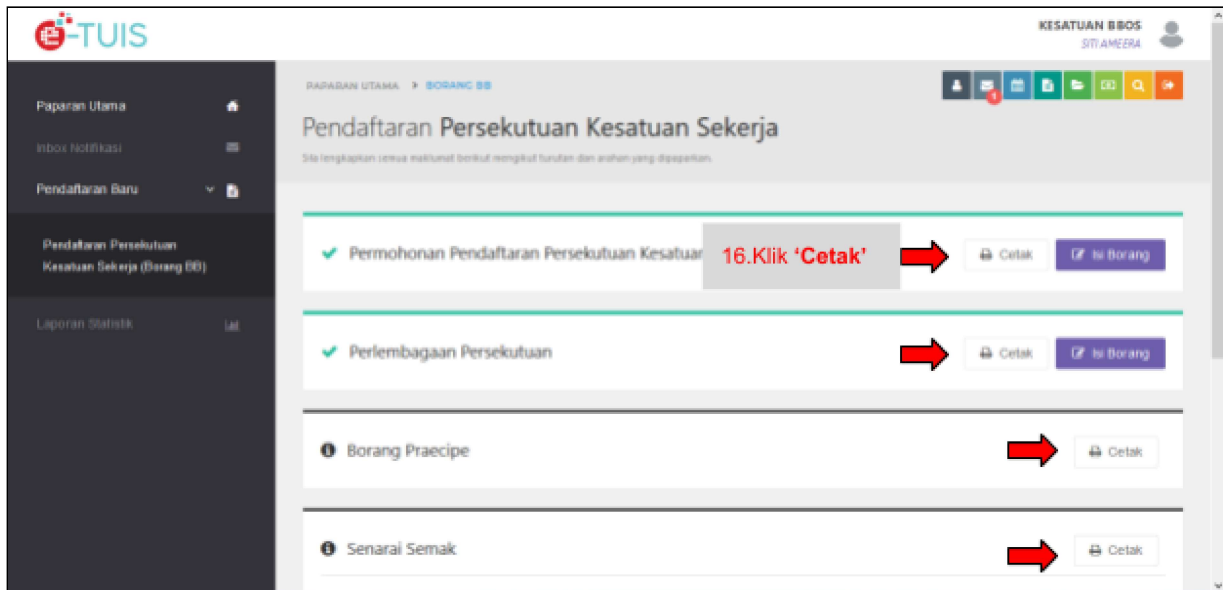 e-TUIS
KESATUAN BBOS
SITI AMEERA
Paparan Utama
Inbox Notifikasi
Pendaftaran Baru
Pendaftaran Persekutuan
Kesatuan Sekerja (Borang BB)
Laporan Statistik
PAPARAN UTAMA > BORANG BB
1
Pendaftaran Persekutuan Kesatuan Sekerja
Sila lengkapkan semua maklumat berikut mengikut turutan dan arahan yang dipaparkan.
Permohonan Pendaftaran Persekutuan Kesatuan
16.Klik ‘Cetak’
Cetak
Isi Borang
Perlembagaan Persekutuan
Cetak
Isi Borang
Borang Praecipe
Cetak
Senarai Semak
Cetak